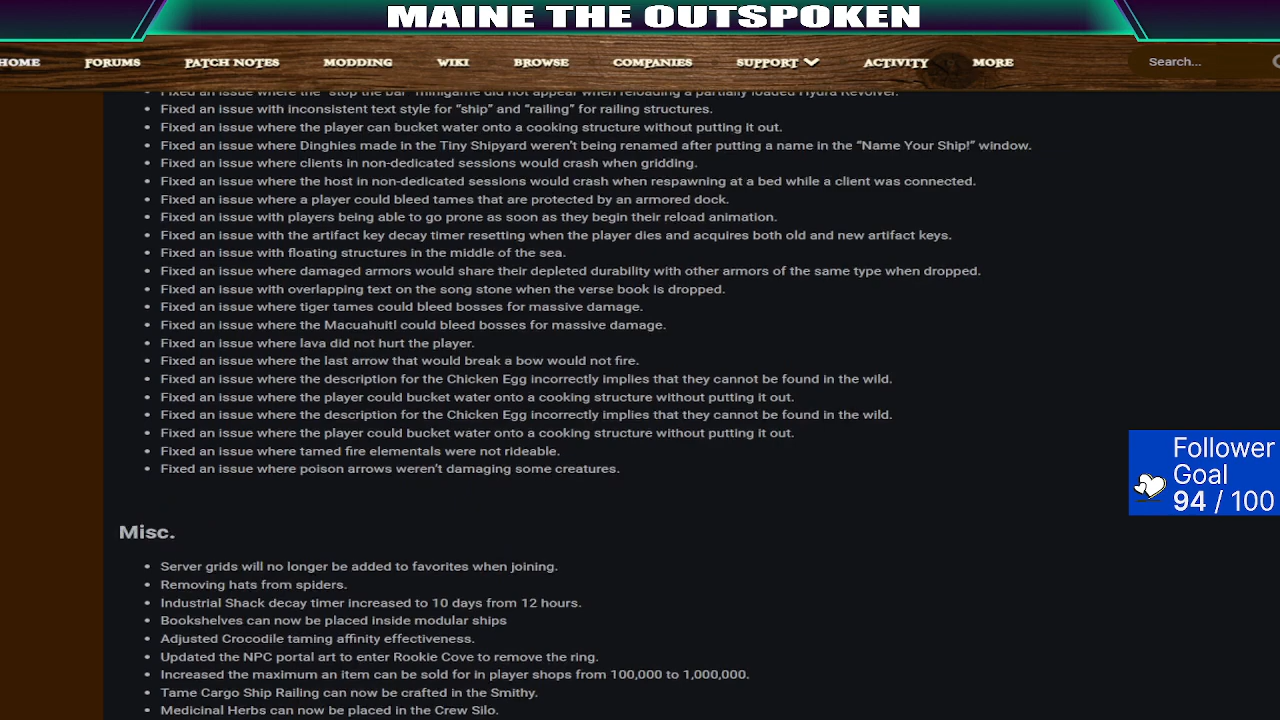 MAINE THE OUTSPOKEN
HOME FORUMS PATCH NOTES MODDING WIKI BROWSE COMPANIES SUPPORT ACTIVITY MORE Search...
Fixed an issue where the "stop the bar" minigame did not appear when reloading a partially loaded Hydra Revolver.
Fixed an issue with inconsistent text style for “ship” and “railing” for railing structures.
Fixed an issue where the player can bucket water onto a cooking structure without putting it out.
Fixed an issue where Dinghies made in the Tiny Shipyard weren't being renamed after putting a name in the “Name Your Ship!” window.
Fixed an issue where clients in non-dedicated sessions would crash when gridding.
Fixed an issue where the host in non-dedicated sessions would crash when respawning at a bed while a client was connected.
Fixed an issue where a player could bleed tames that are protected by an armored dock.
Fixed an issue with players being able to go prone as soon as they begin their reload animation.
Fixed an issue with the artifact key decay timer resetting when the player dies and acquires both old and new artifact keys.
Fixed an issue with floating structures in the middle of the sea.
Fixed an issue where damaged armors would share their depleted durability with other armors of the same type when dropped.
Fixed an issue with overlapping text on the song stone when the verse book is dropped.
Fixed an issue where tiger tames could bleed bosses for massive damage.
Fixed an issue where the Macuahuitl could bleed bosses for massive damage.
Fixed an issue where lava did not hurt the player.
Fixed an issue where the last arrow that would break a bow would not fire.
Fixed an issue where the description for the Chicken Egg incorrectly implies that they cannot be found in the wild.
Fixed an issue where the player could bucket water onto a cooking structure without putting it out.
Fixed an issue where the description for the Chicken Egg incorrectly implies that they cannot be found in the wild.
Fixed an issue where the player could bucket water onto a cooking structure without putting it out.
Fixed an issue where tamed fire elementals were not rideable.
Fixed an issue where poison arrows weren't damaging some creatures.
Follower
Goal
94 / 100
Misc.
Server grids will no longer be added to favorites when joining.
Removing hats from spiders.
Industrial Shack decay timer increased to 10 days from 12 hours.
Bookshelves can now be placed inside modular ships
Adjusted Crocodile taming affinity effectiveness.
Updated the NPC portal art to enter Rookie Cove to remove the ring.
Increased the maximum an item can be sold for in player shops from 100,000 to 1,000,000.
Tame Cargo Ship Railing can now be crafted in the Smithy.
Medicinal Herbs can now be placed in the Crew Silo.